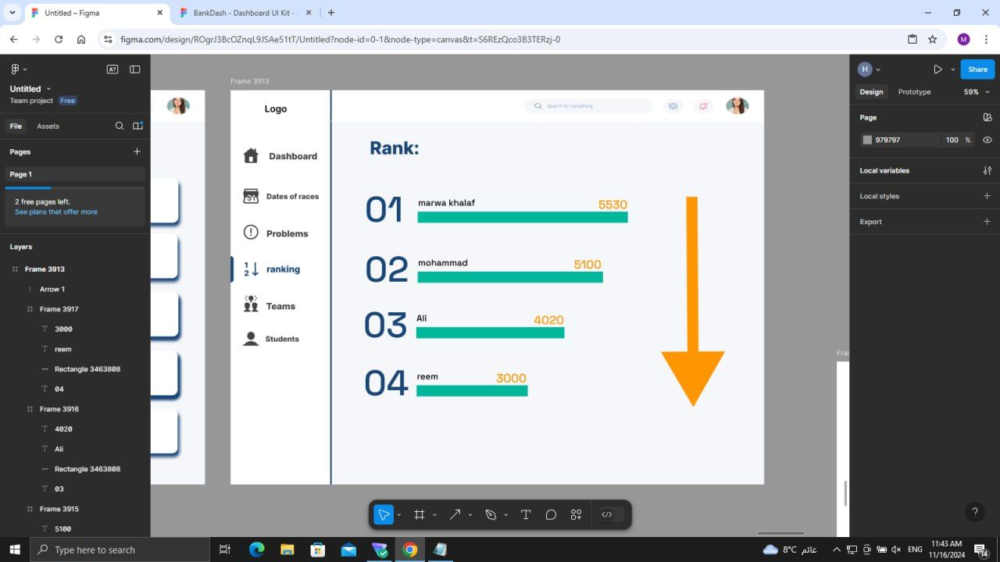 Untitled – Figma
BankDash - Dashboard UI Kit -
figma.com/design/ROgrJ3BcOZnqL9JSAe51tT/Untitled?node-id=0-1&node-type=canvas&t=S6REzQco3B3TERzj-0
M
Untitled
Team project Free
File Assets
Pages
Page 1
2 free pages left.
See plans that offer more
Layers
Frame 3913
Arrow 1
Frame 3917
3000
reem
Rectangle 3463808
04
Frame 3916
4020
Ali
Rectangle 3463808
03
Frame 3915
5100
Frame 3913
Logo
Search for something
Dashboard
31
Dates of races
Problems
1
2
ranking
Teams
Students
Rank:
01
marwa khalaf
5530
02
mohammad
5100
03
Ali
4020
04
reem
3000
Fra
H
Share
Design Prototype 59%
Page
979797 100 %
Local variables
Local styles
Export
?
Type here to search
8°C غائم
ENG
11:43 AM
11/16/2024
14